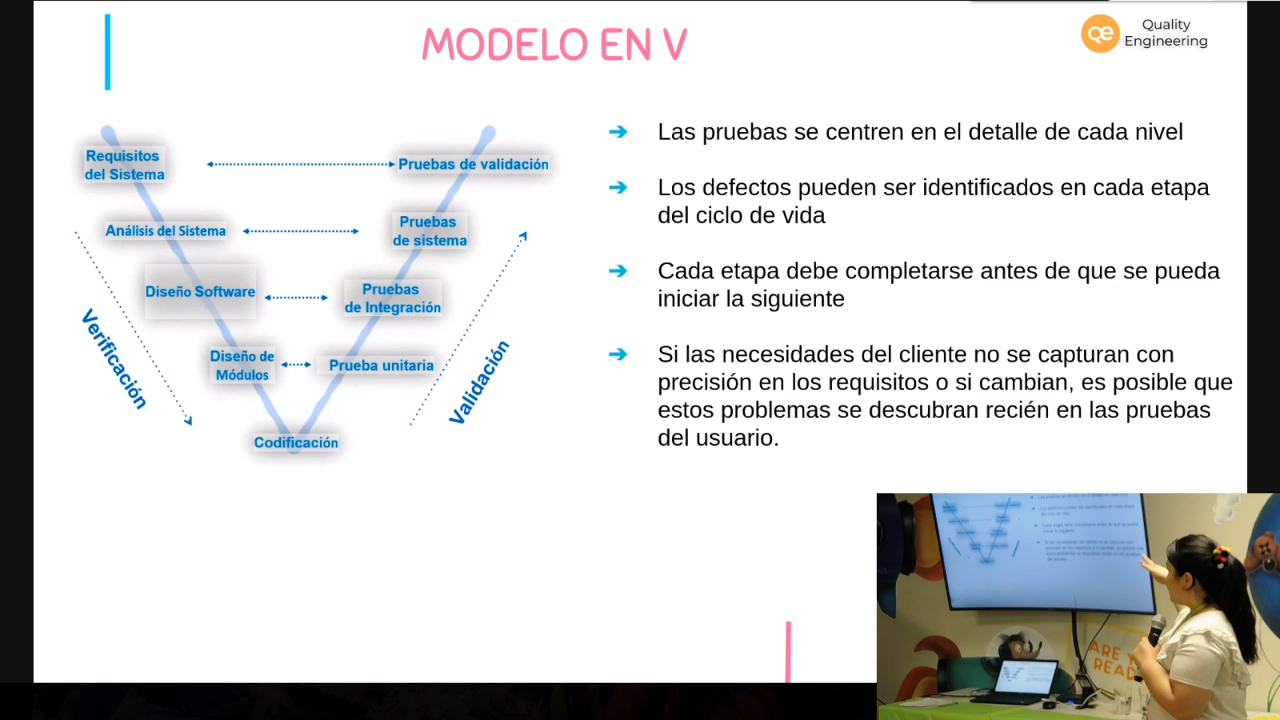 MODELO EN V
Quality
Engineering
qe
Requisitos
del Sistema
Pruebas de validación
Análisis del Sistema
Pruebas
de sistema
Diseño Software
Pruebas
de Integración
Diseño de
Módulos
Prueba unitaria
Codificación
Verificación
Validación
Las pruebas se centren en el detalle de cada nivel
Los defectos pueden ser identificados en cada etapa
del ciclo de vida
Cada etapa debe completarse antes de que se pueda
iniciar la siguiente
Si las necesidades del cliente no se capturan con
precisión en los requisitos o si cambian, es posible que
estos problemas se descubran recién en las pruebas
del usuario.
ARE
READ